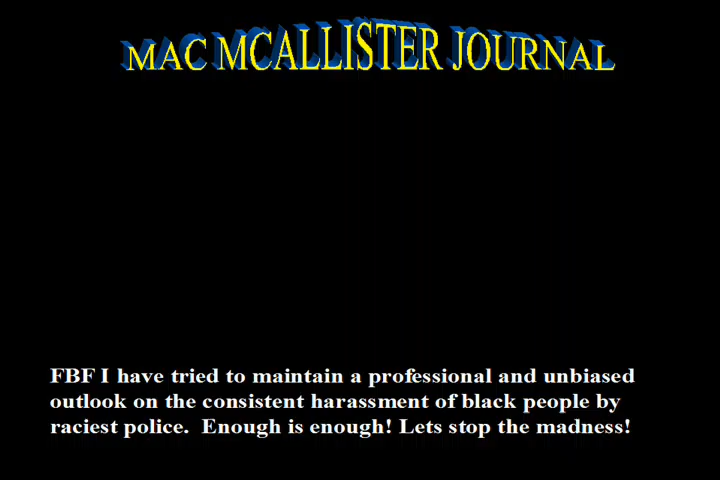 MAC MCALLISTER JOURNAL
FBF I have tried to maintain a professional and unbiased
outlook on the consistent harassment of black people by
raciest police.  Enough is enough! Lets stop the madness!